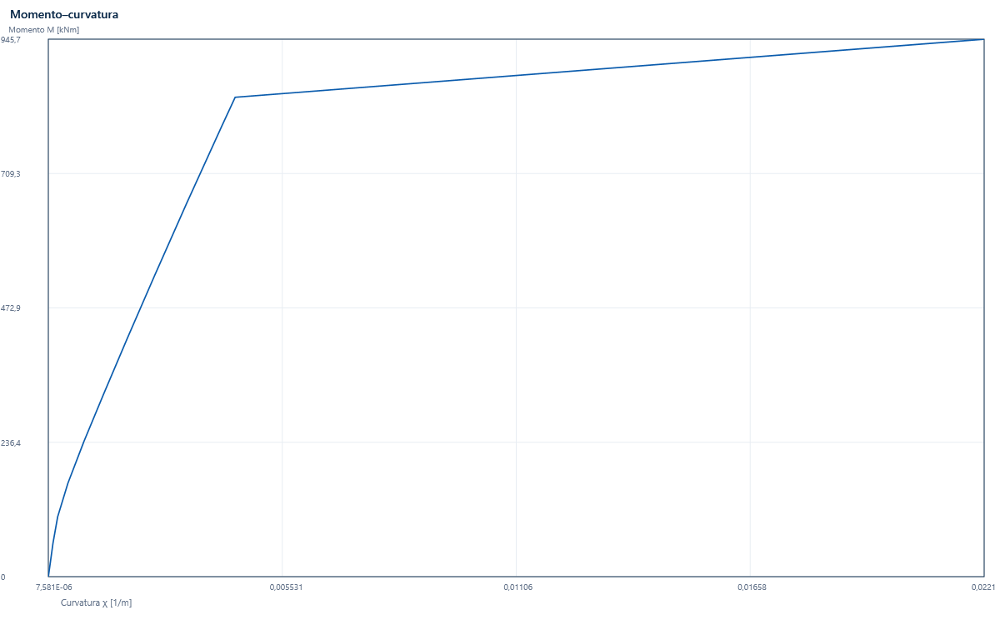 Momento–curvatura
Momento M [kNm]
945,7
709,3
472,9
236,4
0
7,581E-06 0,005531 0,01106 0,01658 0,0221
Curvatura χ [1/m]